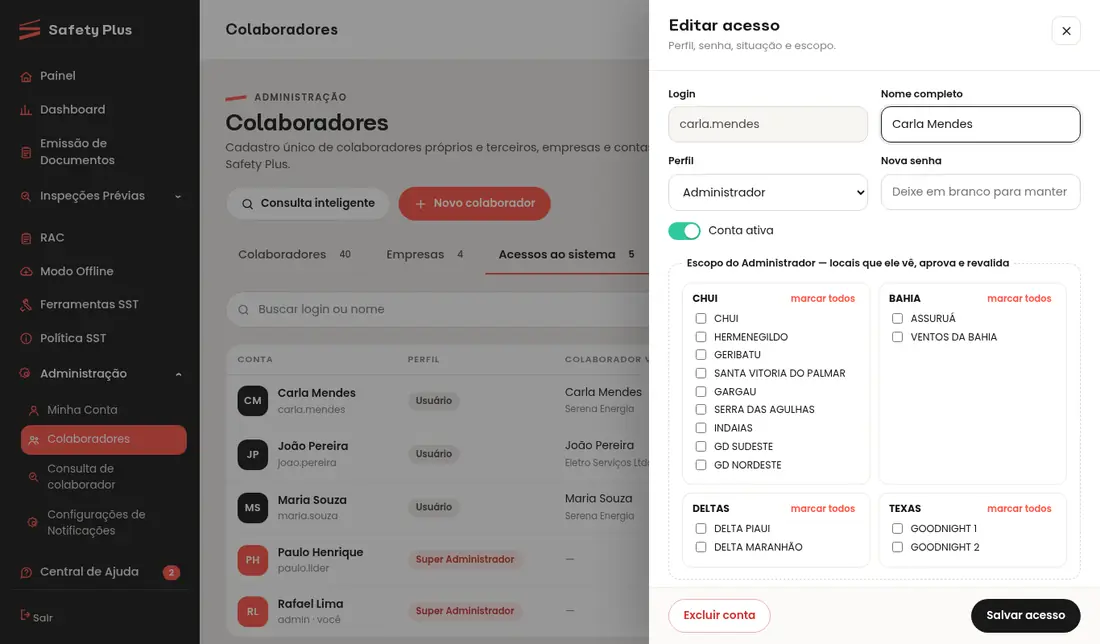 Safety Plus
Painel
Dashboard
Emissão de
Documentos
Inspeções Prévias
RAC
Modo Offline
Ferramentas SST
Política SST
Administração
Minha Conta
Colaboradores
Consulta de
colaborador
Configurações de
Notificações
Central de Ajuda 2
Sair
Colaboradores
ADMINISTRAÇÃO
Colaboradores
Cadastro único de colaboradores próprios e terceiros, empresas e contas
Safety Plus.
Consulta inteligente
+ Novo colaborador
Colaboradores 40
Empresas 4
Acessos ao sistema 5
Buscar login ou nome
CONTA PERFIL COLABORADOR V
CM Carla Mendes Usuário Carla Mendes
carla.mendes Serena Energia
JP João Pereira Usuário João Pereira
joao.pereira Eletro Serviços Ltda
MS Maria Souza Usuário Maria Souza
maria.souza Serena Energia
PH Paulo Henrique Super Administrador —
paulo.lider
RL Rafael Lima Super Administrador —
admin · você
Editar acesso
Perfil, senha, situação e escopo.
Login Nome completo
carla.mendes Carla Mendes
Perfil Nova senha
Administrador Deixe em branco para manter
Conta ativa
Escopo do Administrador — locais que ele vê, aprova e revalida
CHUI marcar todos
CHUI
HERMENEGILDO
GERIBATU
SANTA VITORIA DO PALMAR
GARGAU
SERRA DAS AGULHAS
INDAIAS
GD SUDESTE
GD NORDESTE
BAHIA marcar todos
ASSURUÁ
VENTOS DA BAHIA
DELTAS marcar todos
DELTA PIAUI
DELTA MARANHÃO
TEXAS marcar todos
GOODNIGHT 1
GOODNIGHT 2
Excluir conta
Salvar acesso